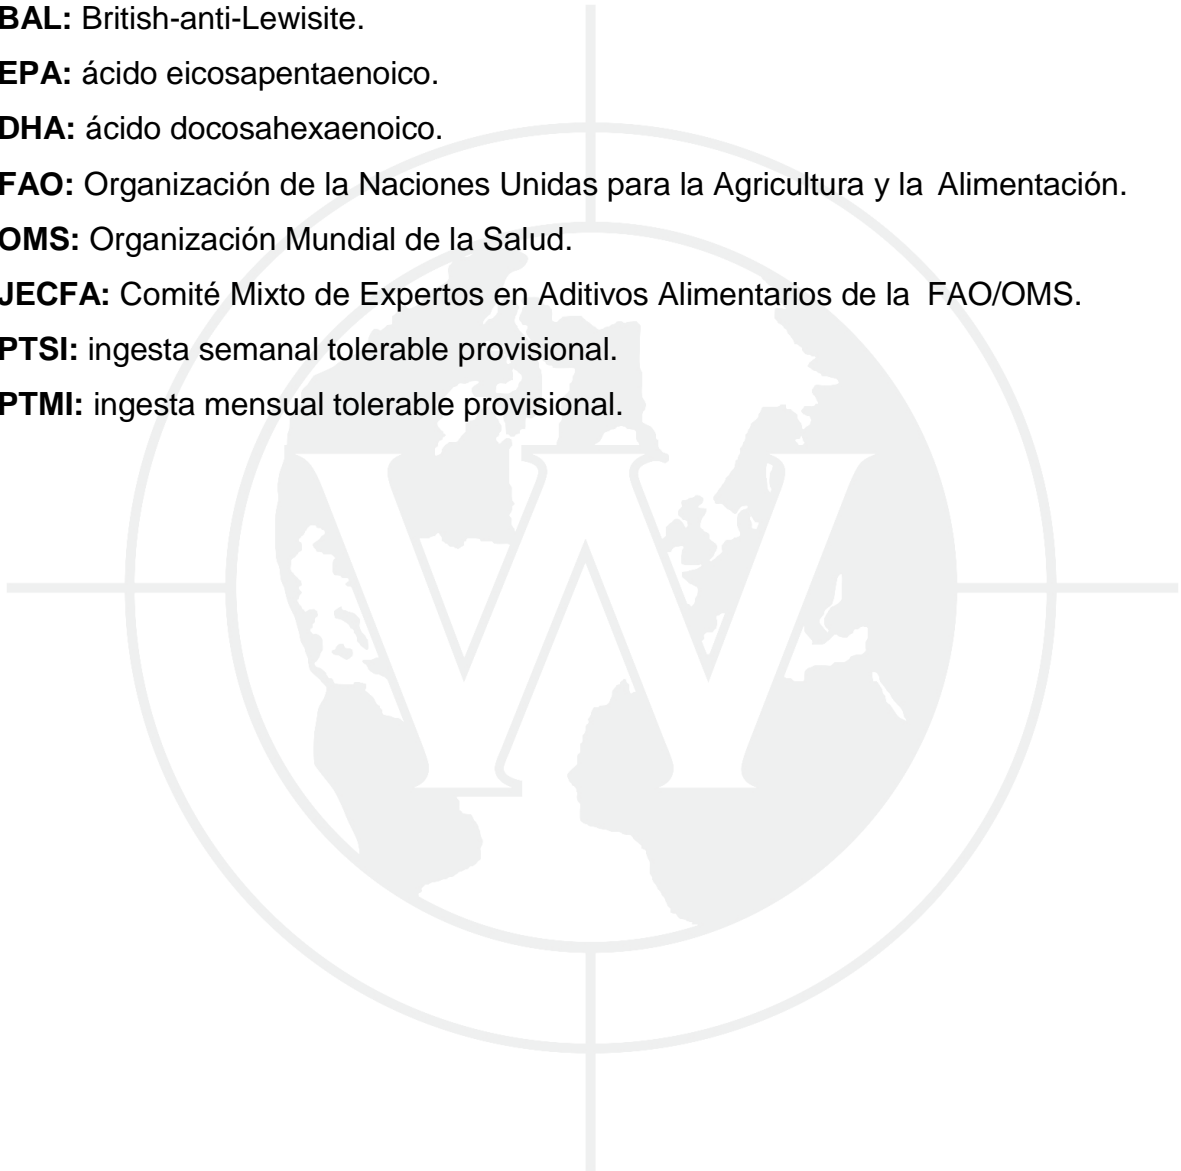 BAL: British-anti-Lewisite.
EPA: ácido eicosapentaenoico.
DHA: ácido docosahexaenoico.
FAO: Organización de la Naciones Unidas para la Agricultura y la Alimentación.
OMS: Organización Mundial de la Salud.
JECFA: Comité Mixto de Expertos en Aditivos Alimentarios de la FAO/OMS.
PTSI: ingesta semanal tolerable provisional.
PTMI: ingesta mensual tolerable provisional.
W